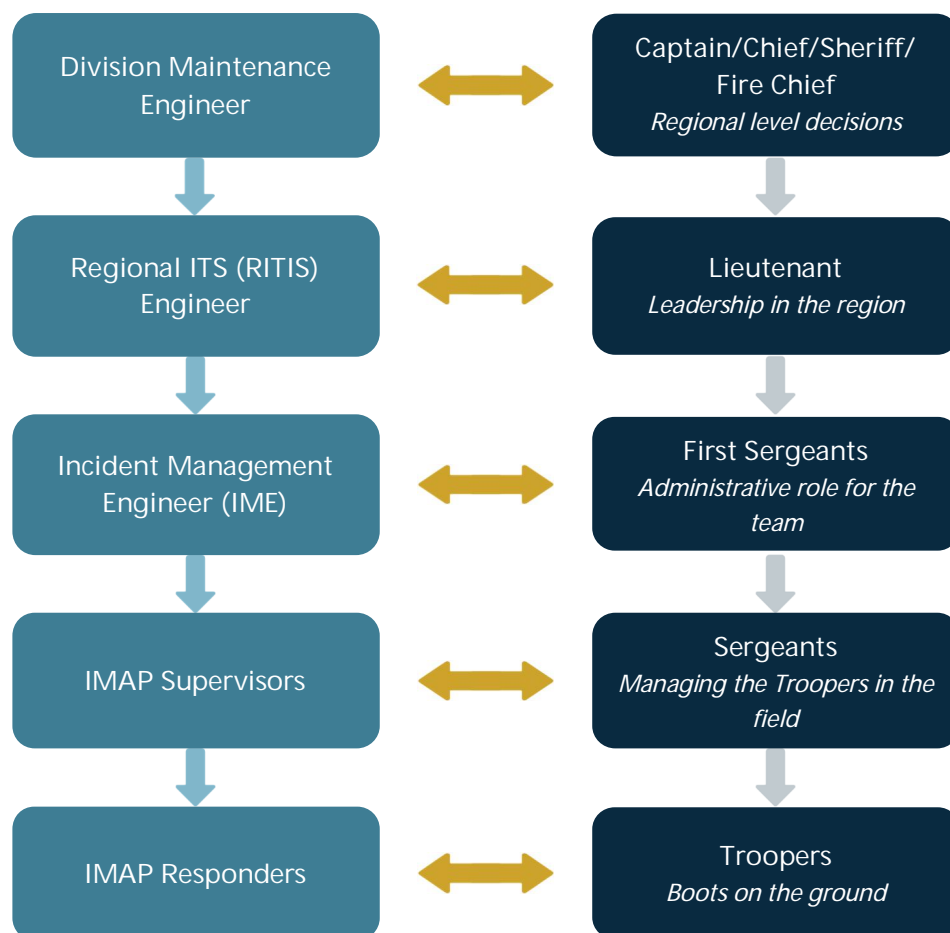 Division Maintenance
Engineer
Captain/Chief/Sheriff/
Fire Chief
Regional level decisions
Regional ITS (RITIS)
Engineer
Lieutenant
Leadership in the region
Incident Management
Engineer (IME)
First Sergeants
Administrative role for the
team
IMAP Supervisors
Sergeants
Managing the Troopers in the
field
IMAP Responders
Troopers
Boots on the ground